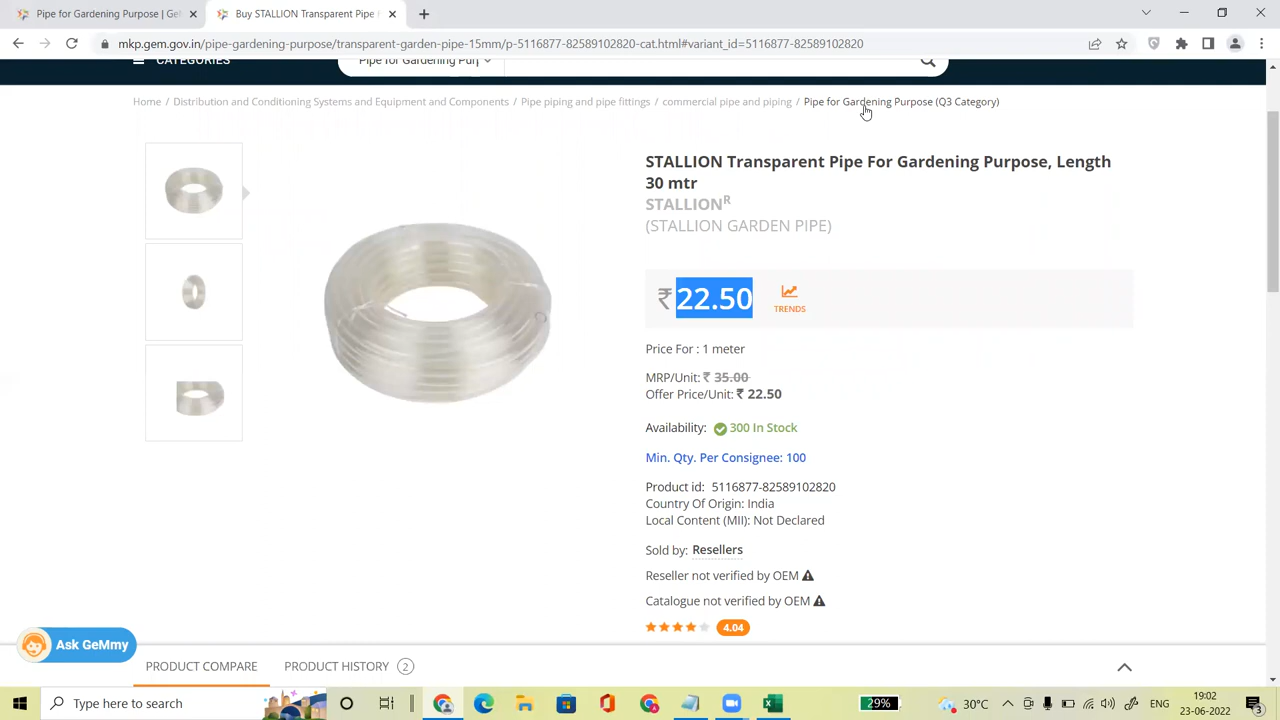 Pipe for Gardening Purpose | Ge
Buy STALLION Transparent Pipe
mkp.gem.gov.in/pipe-gardening-purpose/transparent-garden-pipe-15mm/p-5116877-82589102820-cat.html#variant_id=5116877-82589102820
CATEGORIES
Pipe for Gardening Pur
Home / Distribution and Conditioning Systems and Equipment and Components / Pipe piping and pipe fittings / commercial pipe and piping / Pipe for Gardening Purpose (Q3 Category)
STALLION Transparent Pipe For Gardening Purpose, Length
30 mtr
STALLIONᴿ
(STALLION GARDEN PIPE)
₹ 22.50
TRENDS
Price For : 1 meter
MRP/Unit: ₹ 35.00
Offer Price/Unit: ₹ 22.50
Availability: 300 In Stock
Min. Qty. Per Consignee: 100
Product id: 5116877-82589102820
Country Of Origin: India
Local Content (MII): Not Declared
Sold by: Resellers
Reseller not verified by OEM
Catalogue not verified by OEM
4.04
Ask GeMmy
PRODUCT COMPARE
PRODUCT HISTORY 2
Type here to search
29%
30°C
ENG
19:02
23-06-2022
3